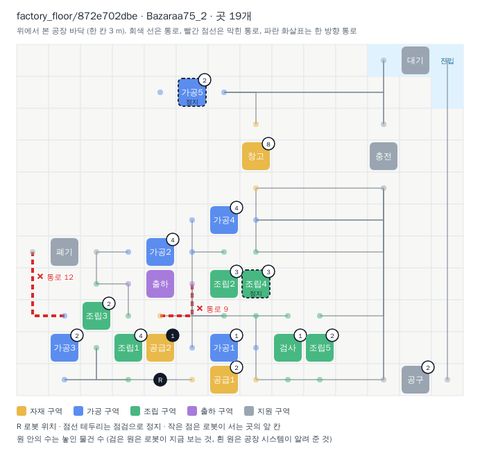 factory_floor/872e702dbe · Bazaraa75_2 · 곳 19개
위에서 본 공장 바닥 (한 칸 3 m). 회색 선은 통로, 빨간 점선은 막힌 통로, 파란 화살표는 한 방향 통로
대기
2
가공5
정지
8
창고
충전
4
가공4
폐기
4
가공2
출하
3
조립2
3
조립4
정지
✖ 통로 12
✖ 통로 9
2
조립3
2
가공3
4
조립1
1
공급2
1
가공1
1
검사
2
조립5
R
1
공급1
2
공구
자재 구역
가공 구역
조립 구역
출하 구역
지원 구역
R 로봇 위치 · 점선 테두리는 점검으로 정지 · 작은 점은 로봇이 서는 곳의 앞 칸
원 안의 수는 놓인 물건 수 (검은 원은 로봇이 지금 보는 것, 흰 원은 공장 시스템이 알려 준 것)